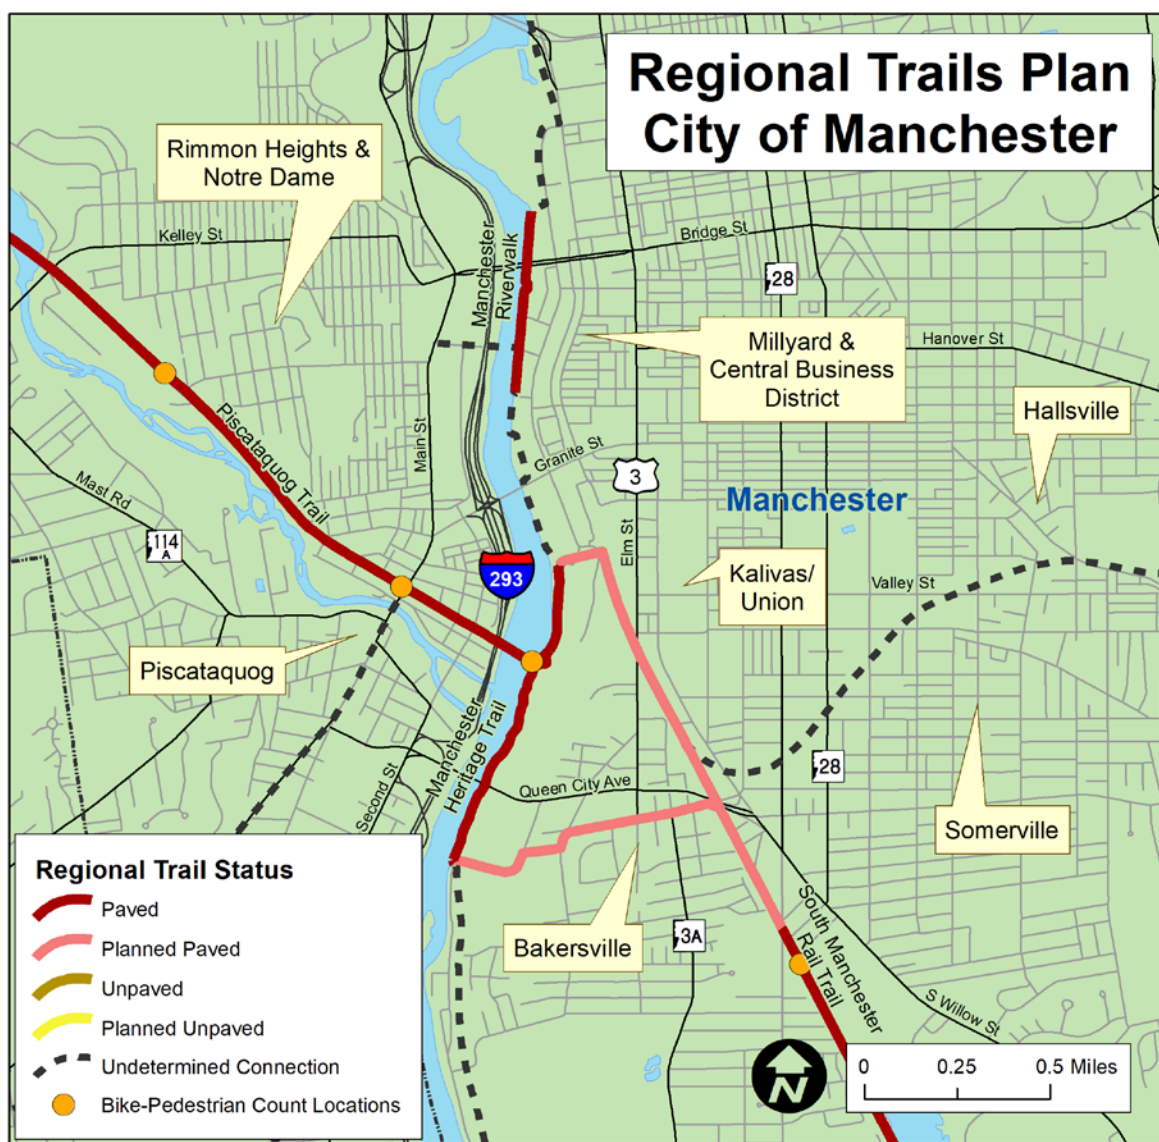 Regional Trails Plan
City of Manchester
Rimmon Heights &
Notre Dame
Kelley St
Manchester
Riverwalk
Bridge St
28
Millyard &
Central Business
District
Hanover St
Hallsville
Main St
Piscataquog Trail
Granite St
3
Manchester
Mast Rd
114
A
Elm St
293
Kalivas/
Union
Valley St
Piscataquog
Manchester
Heritage Trail
Second St
Queen City Ave
28
Somerville
Bakersville
3A
South Manchester
Rail Trail
S Willow St
Regional Trail Status
Paved
Planned Paved
Unpaved
Planned Unpaved
Undetermined Connection
Bike-Pedestrian Count Locations
N
0 0.25 0.5 Miles